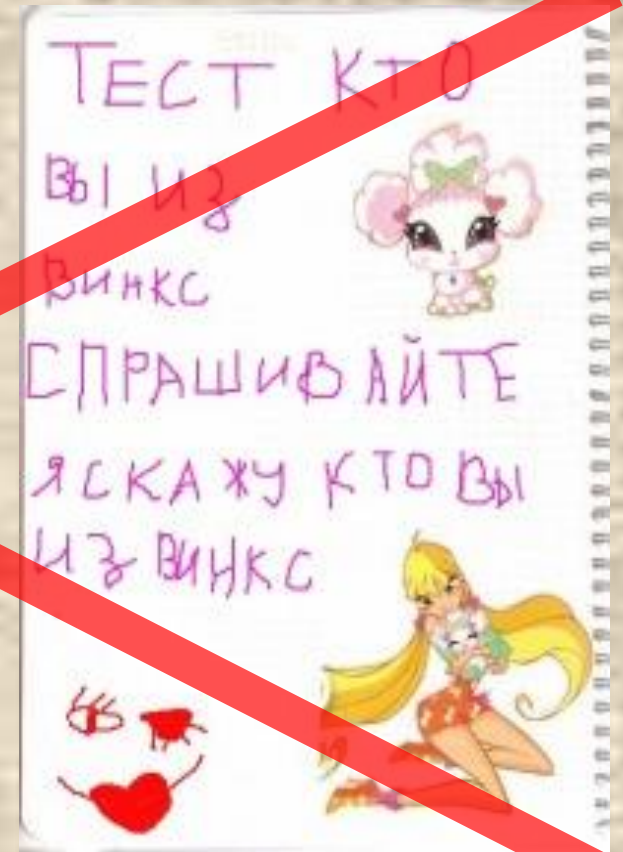 ТЕСТ КТО
ВЫ ИЗ
ВИНКС
СПРАШИВАЙТЕ
Я СКАЖУ КТО ВЫ
ИЗ ВИНКС